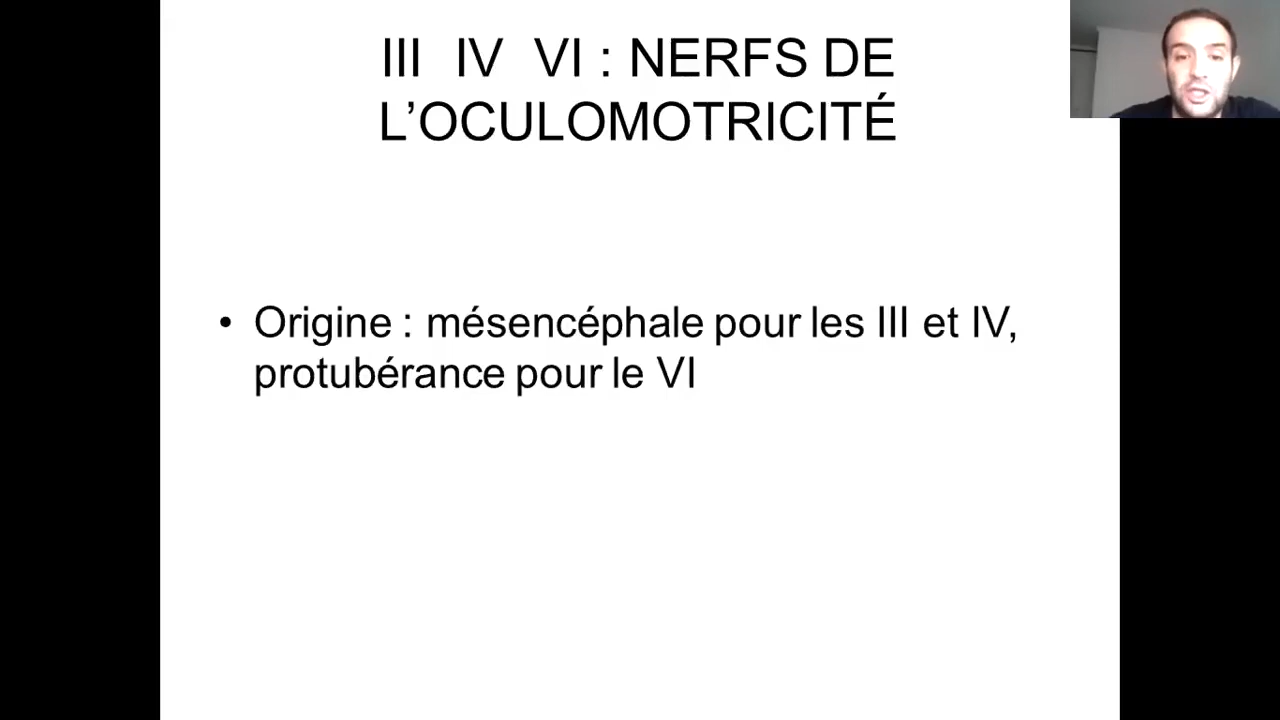 III IV VI : NERFS DE
L’OCULOMOTRICITÉ
• Origine : mésencéphale pour les III et IV,
protubérance pour le VI